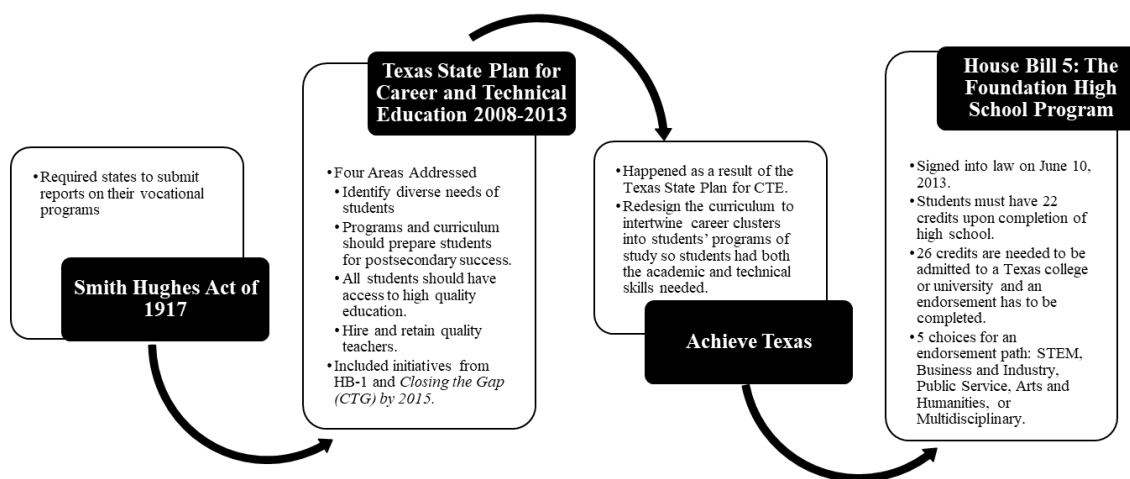 •Required states to submit
reports on their vocational
programs
Smith Hughes Act of
1917
Texas State Plan for
Career and Technical
Education 2008-2013
•Four Areas Addressed
•Identify diverse needs of
students
•Programs and curriculum
should prepare students
for postsecondary success.
•All students should have
access to high quality
education.
•Hire and retain quality
teachers.
•Included initiatives from
HB-1 and Closing the Gap
(CTG) by 2015.
•Happened as a result of the
Texas State Plan for CTE.
•Redesign the curriculum to
intertwine career clusters
into students’ programs of
study so students had both
the academic and technical
skills needed.
Achieve Texas
House Bill 5: The
Foundation High
School Program
•Signed into law on June 10,
2013.
•Students must have 22
credits upon completion of
high school.
•26 credits are needed to be
admitted to a Texas college
or university and an
endorsement has to be
completed.
•5 choices for an
endorsement path: STEM,
Business and Industry,
Public Service, Arts and
Humanities, or
Multidisciplinary.